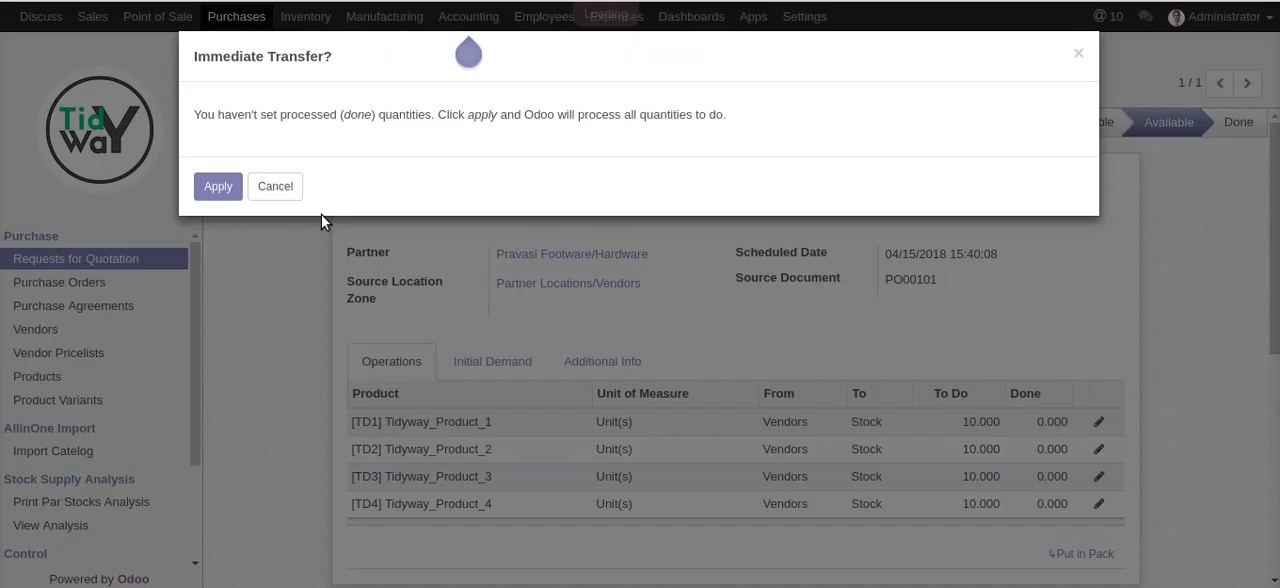 Discuss Sales Point of Sale Purchases Inventory Manufacturing Accounting Employees Expenses Dashboards Apps Settings @ 10 Administrator
Loading
Immediate Transfer? ×
You haven't set processed (done) quantities. Click apply and Odoo will process all quantities to do.
Apply Cancel
1 / 1
ble Available Done
Tidy
way
Purchase
Requests for Quotation
Purchase Orders
Purchase Agreements
Vendors
Vendor Pricelists
Products
Product Variants
AllinOne Import
Import Catelog
Stock Supply Analysis
Print Par Stocks Analysis
View Analysis
Control
Powered by Odoo
Partner Pravasi Footware/Hardware
Source Location Zone Partner Locations/Vendors
Scheduled Date 04/15/2018 15:40:08
Source Document PO00101
Operations Initial Demand Additional Info
Product Unit of Measure From To To Do Done
[TD1] Tidyway_Product_1 Unit(s) Vendors Stock 10.000 0.000
[TD2] Tidyway_Product_2 Unit(s) Vendors Stock 10.000 0.000
[TD3] Tidyway_Product_3 Unit(s) Vendors Stock 10.000 0.000
[TD4] Tidyway_Product_4 Unit(s) Vendors Stock 10.000 0.000
↳Put in Pack